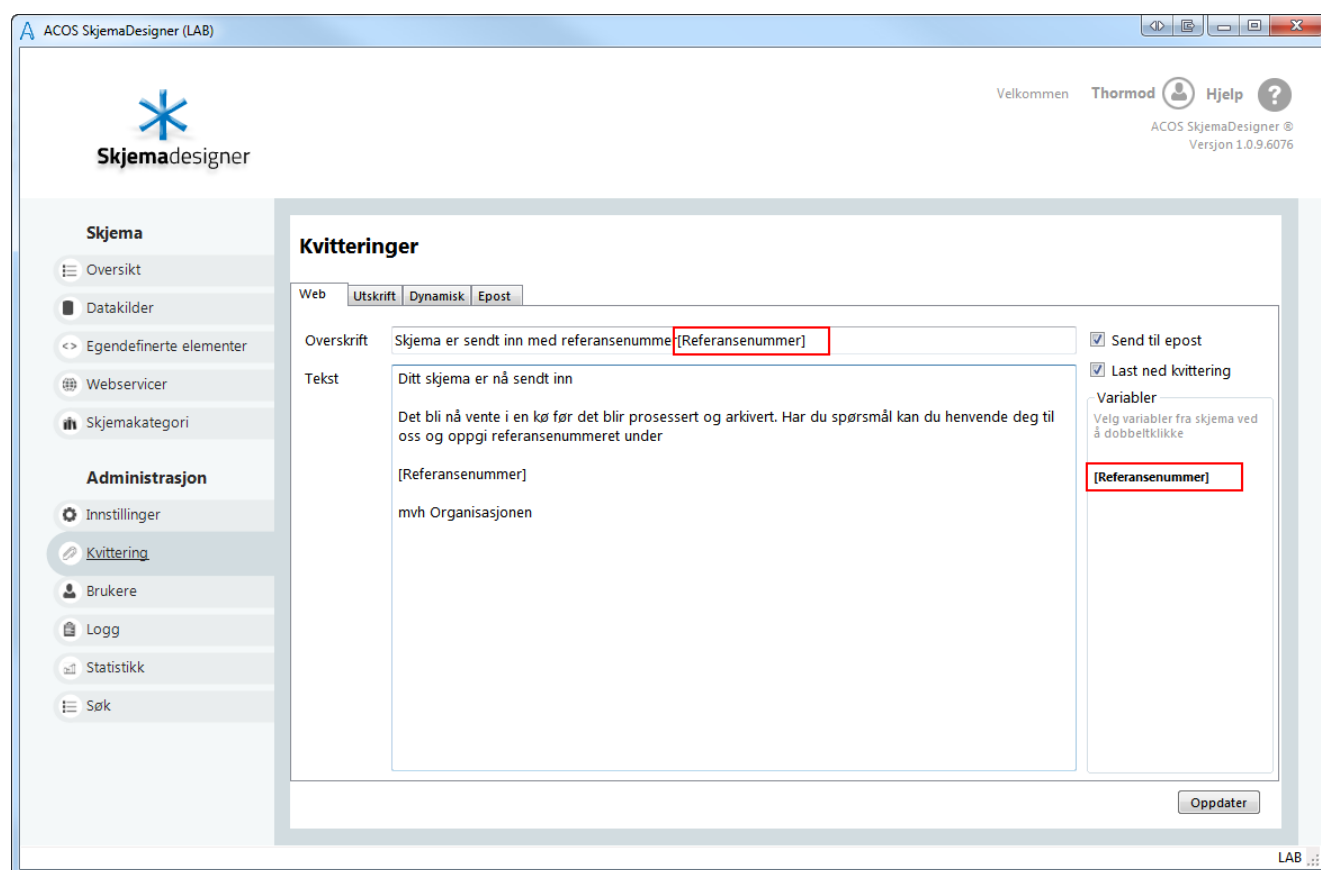 ACOS SkjemaDesigner (LAB)
Skjemadesigner
Velkommen Thormod Hjelp ?
ACOS SkjemaDesigner ®
Versjon 1.0.9.6076
Skjema
Oversikt
Datakilder
Egendefinerte elementer
Webservicer
Skjemakategori
Administrasjon
Innstillinger
Kvittering
Brukere
Logg
Statistikk
Søk
Kvitteringer
Web Utskrift Dynamisk Epost
Overskrift Skjema er sendt inn med referansenumme [Referansenummer]
Tekst
Ditt skjema er nå sendt inn
Det bli nå vente i en kø før det blir prosessert og arkivert. Har du spørsmål kan du henvende deg til
oss og oppgi referansenummeret under
[Referansenummer]
mvh Organisasjonen
Send til epost
Last ned kvittering
Variabler
Velg variabler fra skjema ved
å dobbeltklikke
[Referansenummer]
Oppdater
LAB